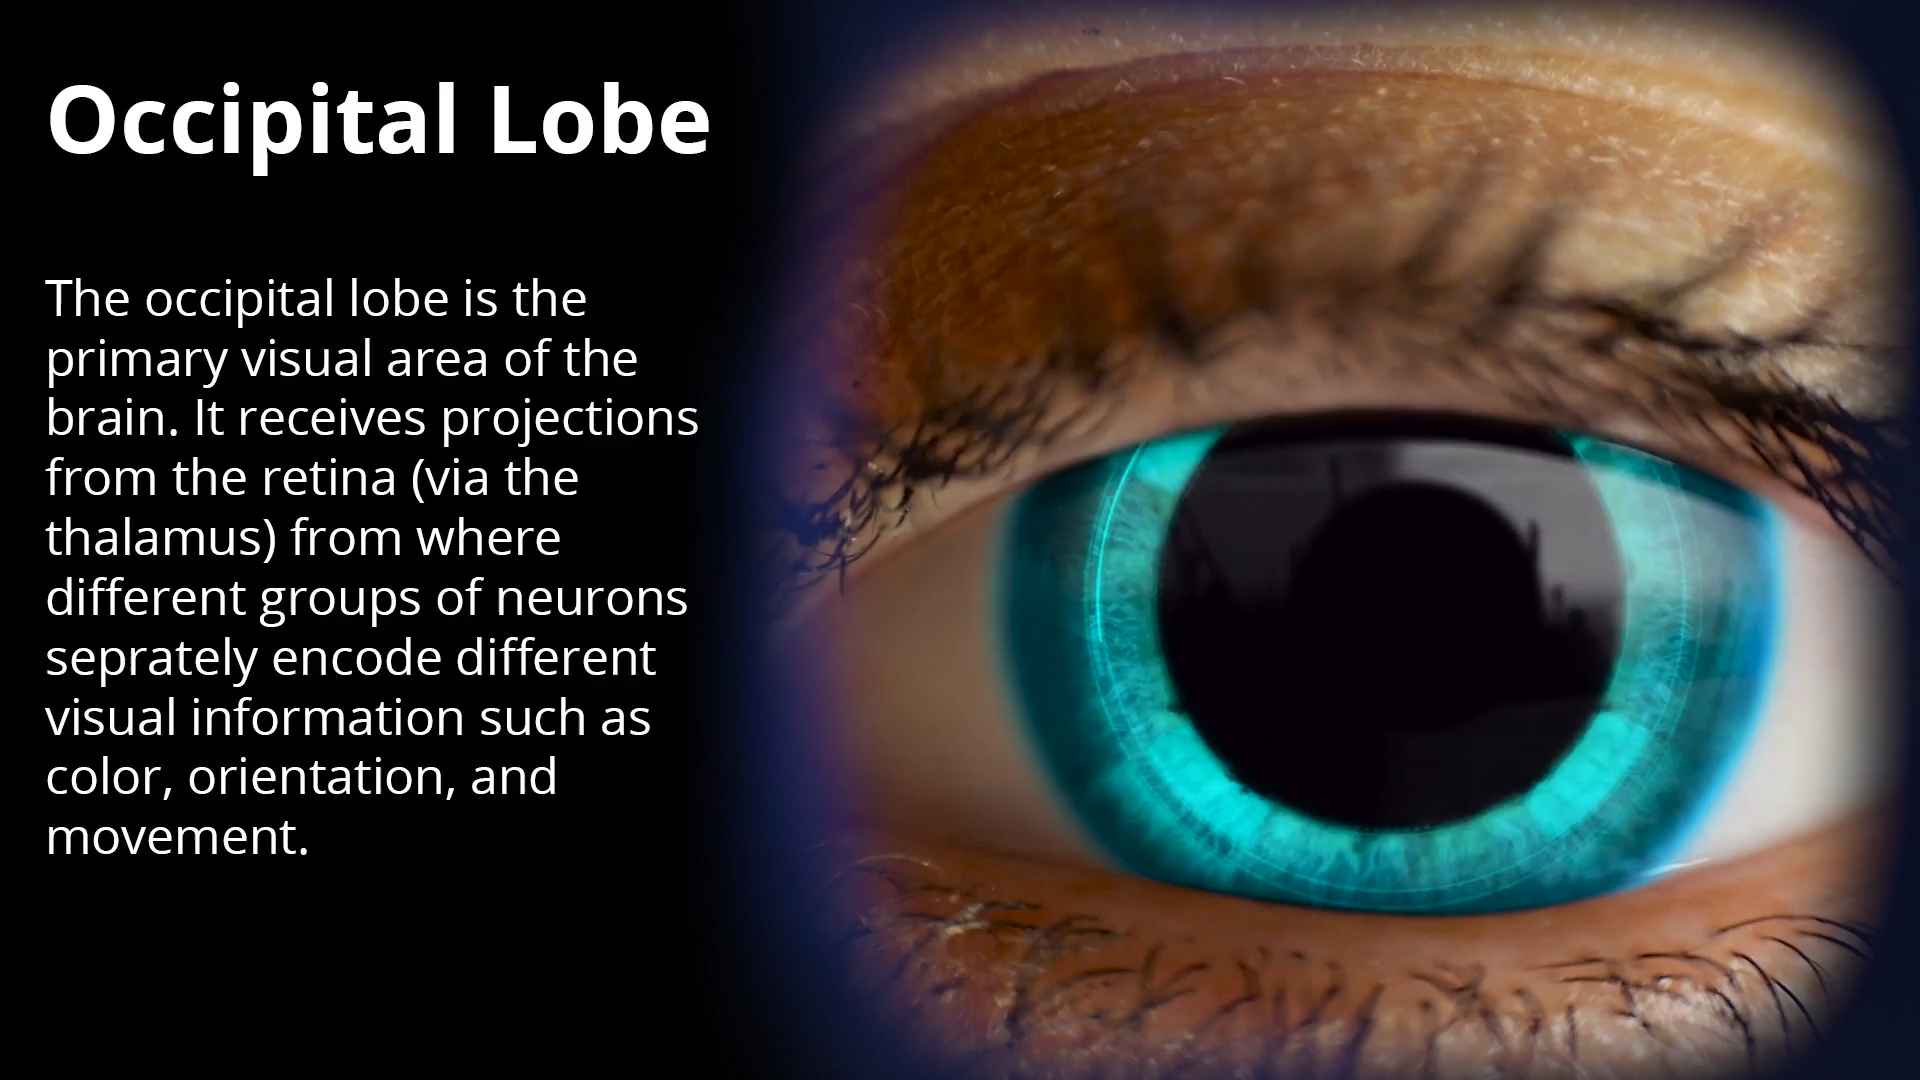 Occipital Lobe
The occipital lobe is the
primary visual area of the
brain. It receives projections
from the retina (via the
thalamus) from where
different groups of neurons
seprately encode different
visual information such as
color, orientation, and
movement.